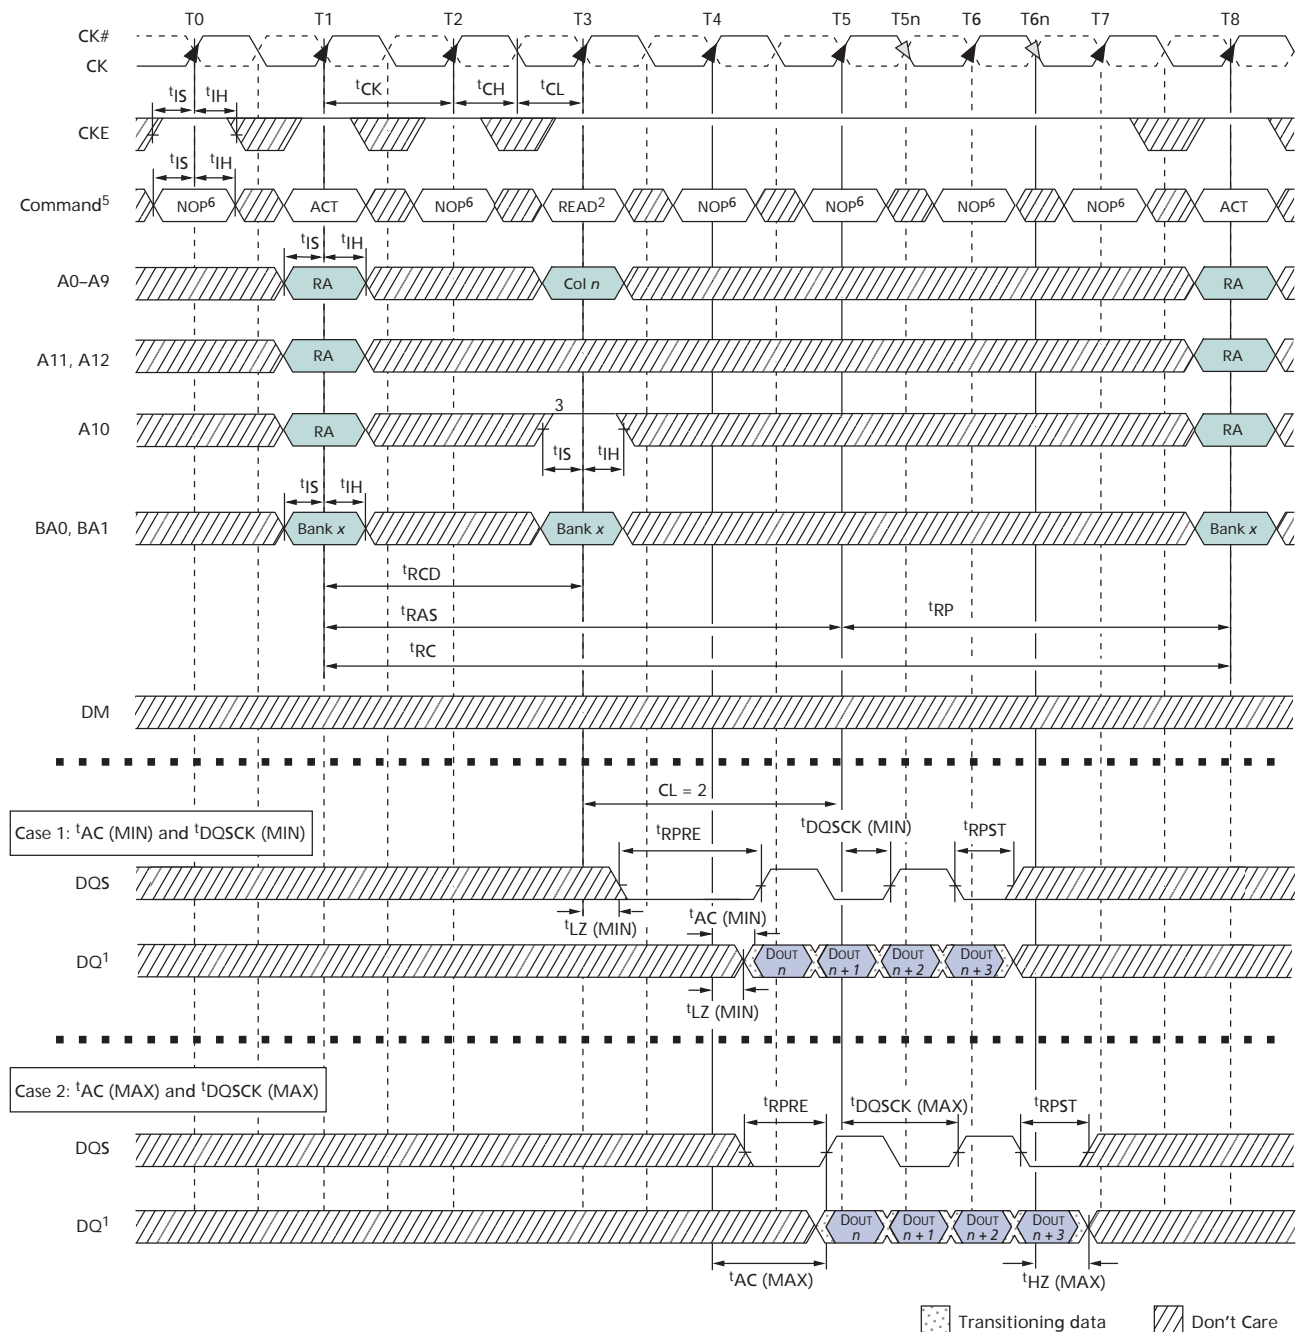 T0 T1 T2 T3 T4 T5 T5n T6 T6n T7 T8
CK#
CK
tCK tCH tCL
tIS tIH
CKE
tIS tIH
Command5 NOP6 ACT NOP6 READ2 NOP6 NOP6 NOP6 NOP6 ACT
tIS tIH
A0–A9 RA Col n RA
A11, A12 RA RA
3
A10 RA RA
tIS tIH
tIS tIH
BA0, BA1 Bank x Bank x Bank x
tRCD
tRAS tRP
tRC
DM
CL = 2
Case 1: tAC (MIN) and tDQSCK (MIN)
tRPRE tDQSCK (MIN) tRPST
DQS
tLZ (MIN) tAC (MIN)
DQ1 DOUT n DOUT n + 1 DOUT n + 2 DOUT n + 3
tLZ (MIN)
Case 2: tAC (MAX) and tDQSCK (MAX)
tRPRE tDQSCK (MAX) tRPST
DQS
DQ1 DOUT n DOUT n + 1 DOUT n + 2 DOUT n + 3
tAC (MAX) tHZ (MAX)
Transitioning data Don't Care